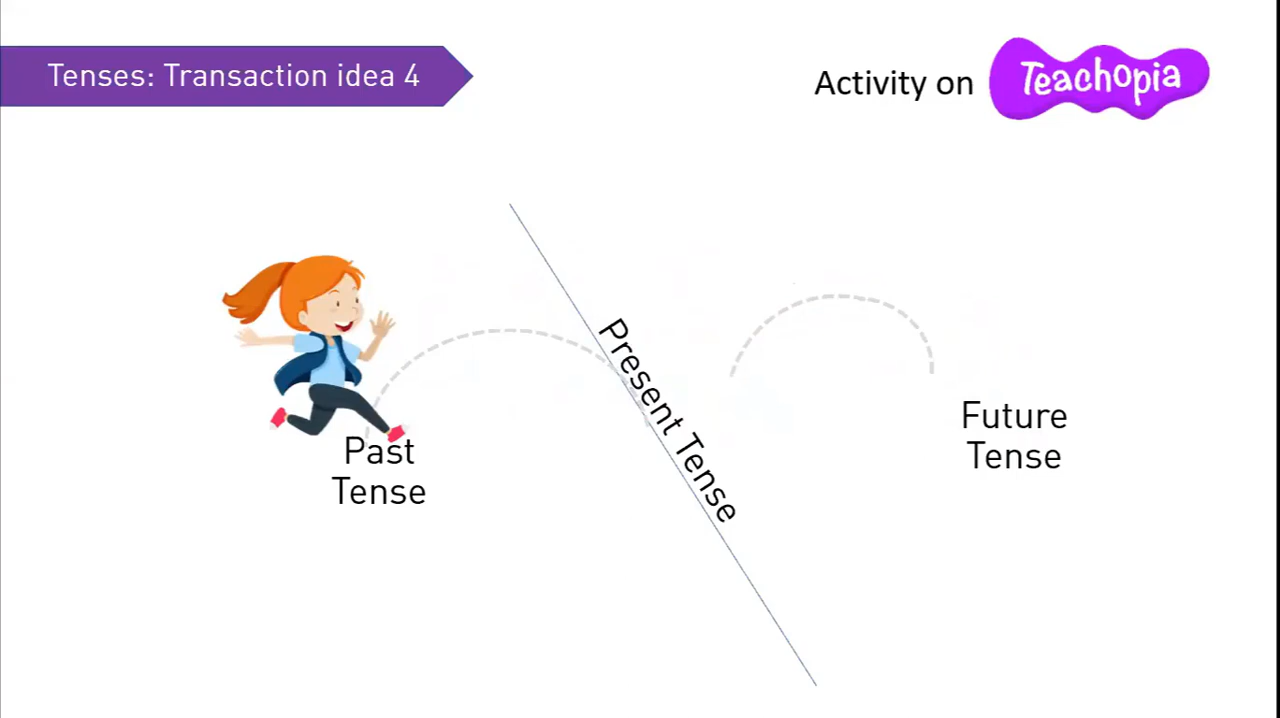 Tenses: Transaction idea 4
Activity on Teachopia
Past
Tense
Present Tense
Future
Tense